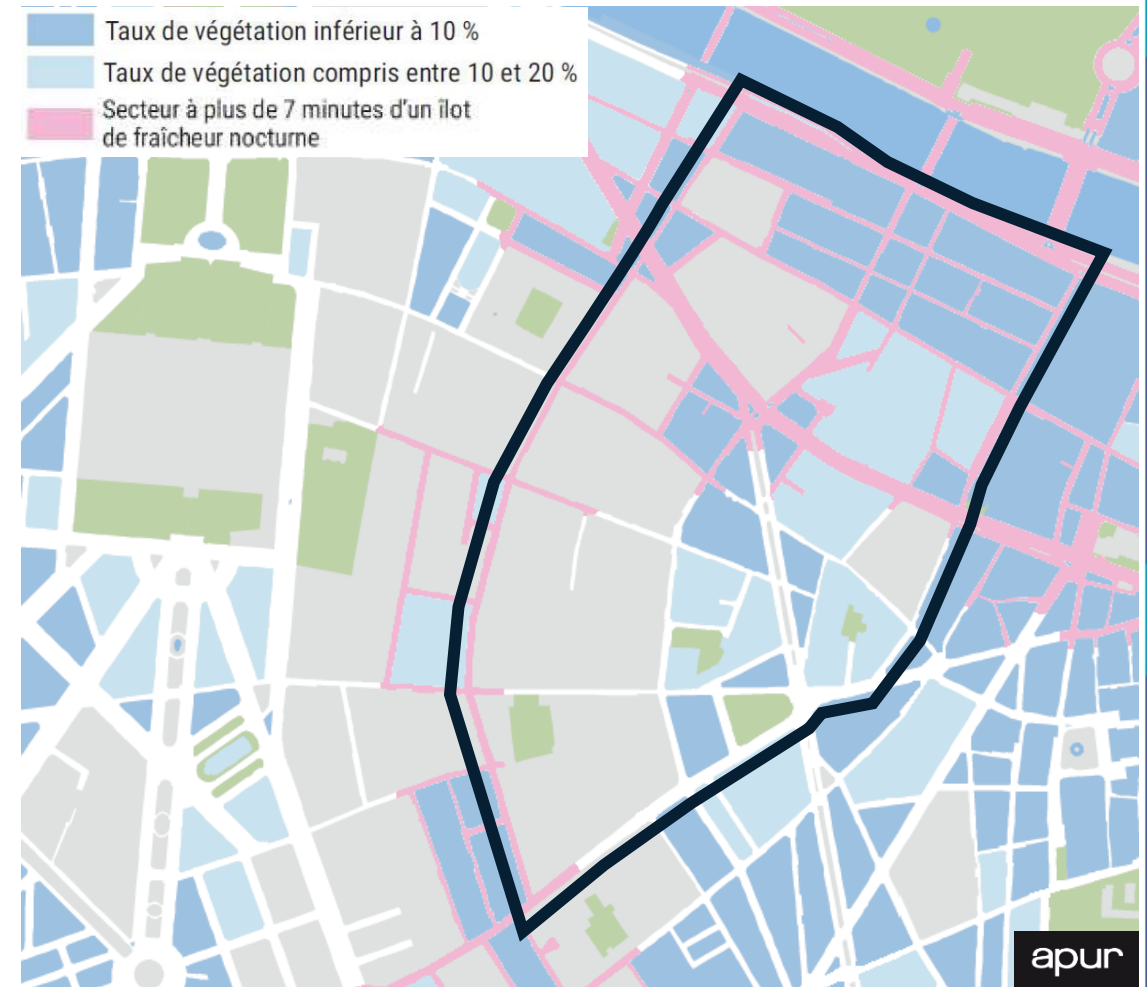 Taux de végétation inférieur à 10 %
Taux de végétation compris entre 10 et 20 %
Secteur à plus de 7 minutes d'un îlot
de fraîcheur nocturne
apur